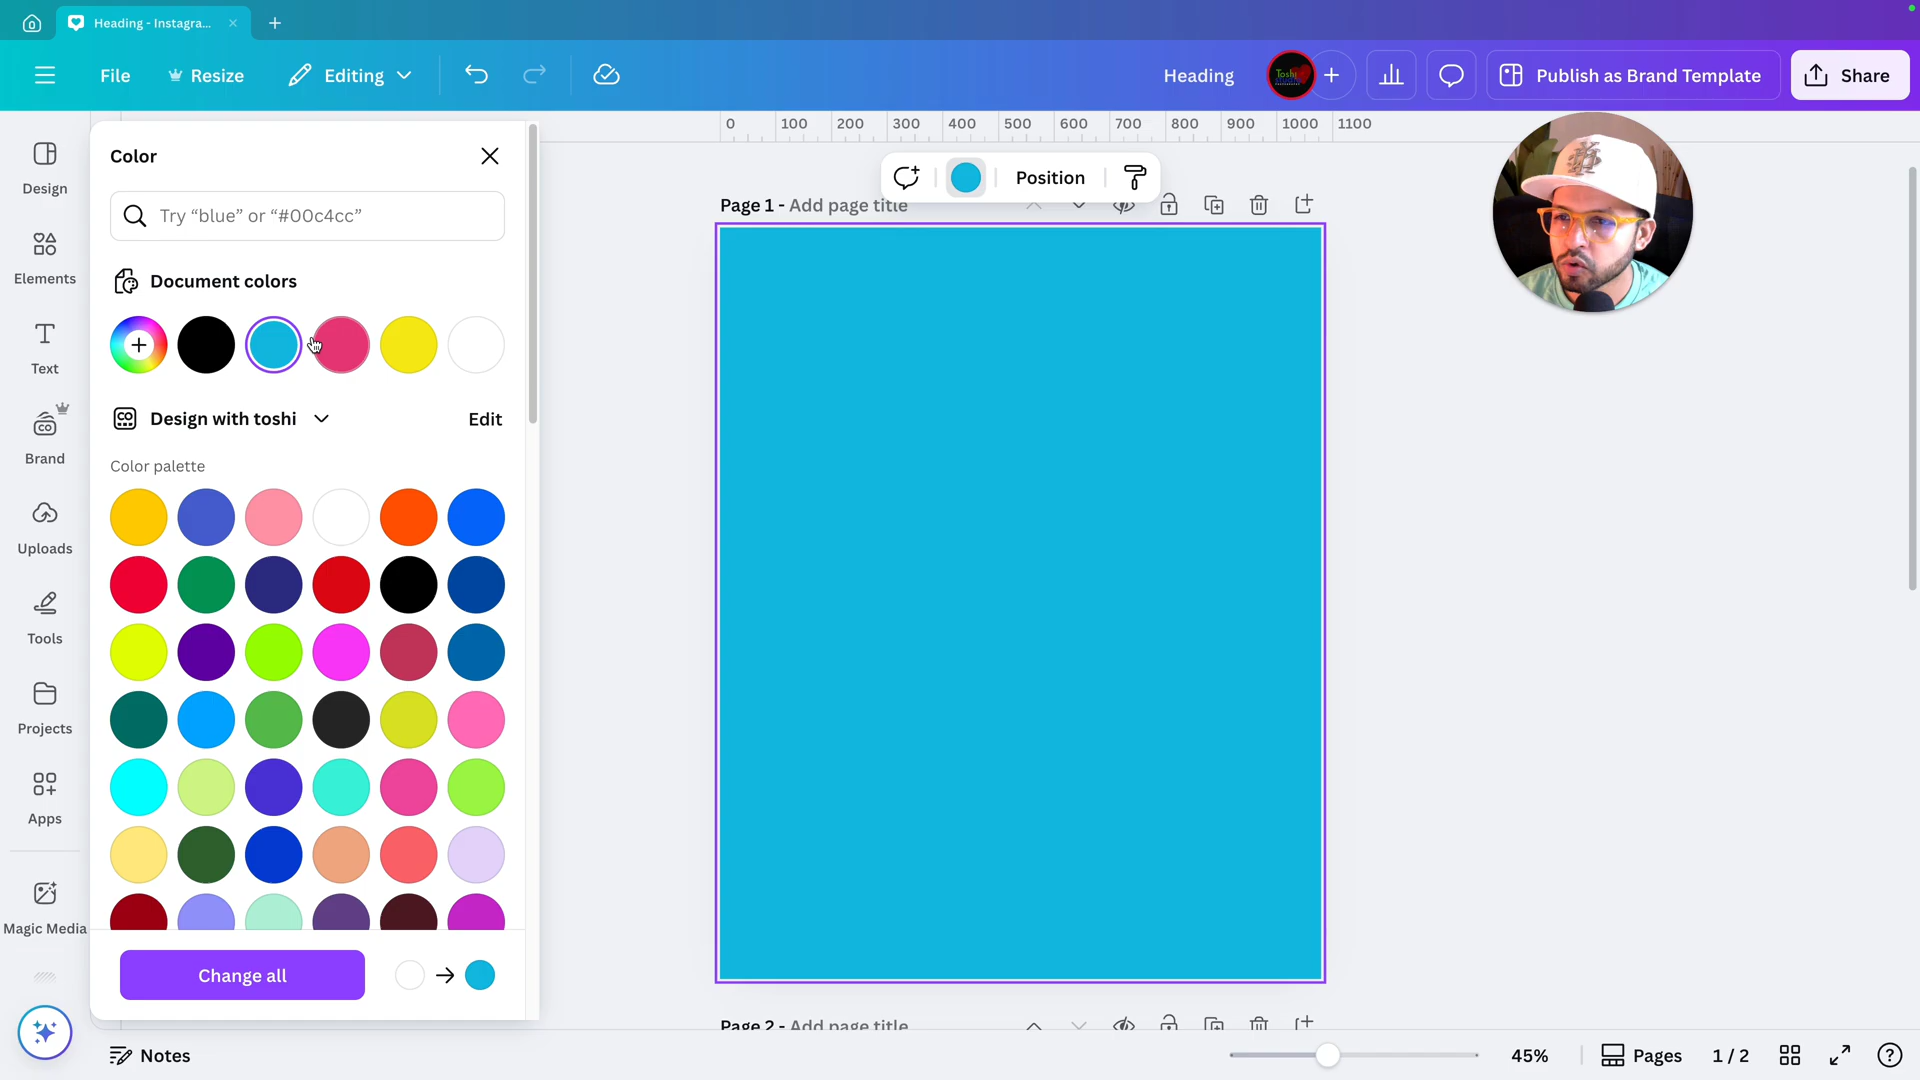 Heading - Instagra...
File
Resize
Editing
Heading
Toshi
Publish as Brand Template
Share
0 100 200 300 400 500 600 700 800 900 1000 1100
Design
Elements
Text
Brand
Uploads
Tools
Projects
Apps
Magic Media
Color
Try “blue” or “#00c4cc”
Document colors
CO
Design with toshi
Edit
Color palette
Change all
Position
Page 1 - Add page title
Page 2 - Add page title
Notes
45%
Pages
1 / 2